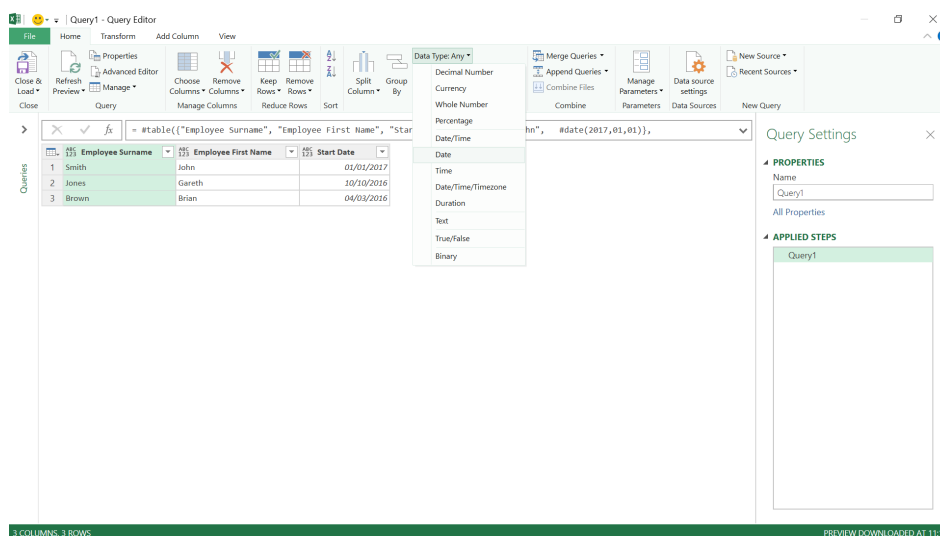 Query1 - Query Editor
File Home Transform Add Column View
Close & Load
Refresh Preview
Properties
Advanced Editor
Manage
Choose Columns
Remove Columns
Keep Rows
Remove Rows
Split Column
Group By
Data Type: Any
Merge Queries
Append Queries
Combine Files
Manage Parameters
Data source settings
New Source
Recent Sources
Close Query Manage Columns Reduce Rows Sort Combine Parameters Data Sources New Query
Decimal Number
Currency
Whole Number
Percentage
Date/Time
Date
Time
Date/Time/Timezone
Duration
Text
True/False
Binary
fx = #table({"Employee Surname", "Employee First Name", "Star hn", #date(2017,01,01)},
Queries
ABC 123 Employee Surname ABC 123 Employee First Name ABC 123 Start Date
1 Smith John 01/01/2017
2 Jones Gareth 10/10/2016
3 Brown Brian 04/03/2016
Query Settings
PROPERTIES
Name
Query1
All Properties
APPLIED STEPS
Query1
3 COLUMNS, 3 ROWS
PREVIEW DOWNLOADED AT 11: